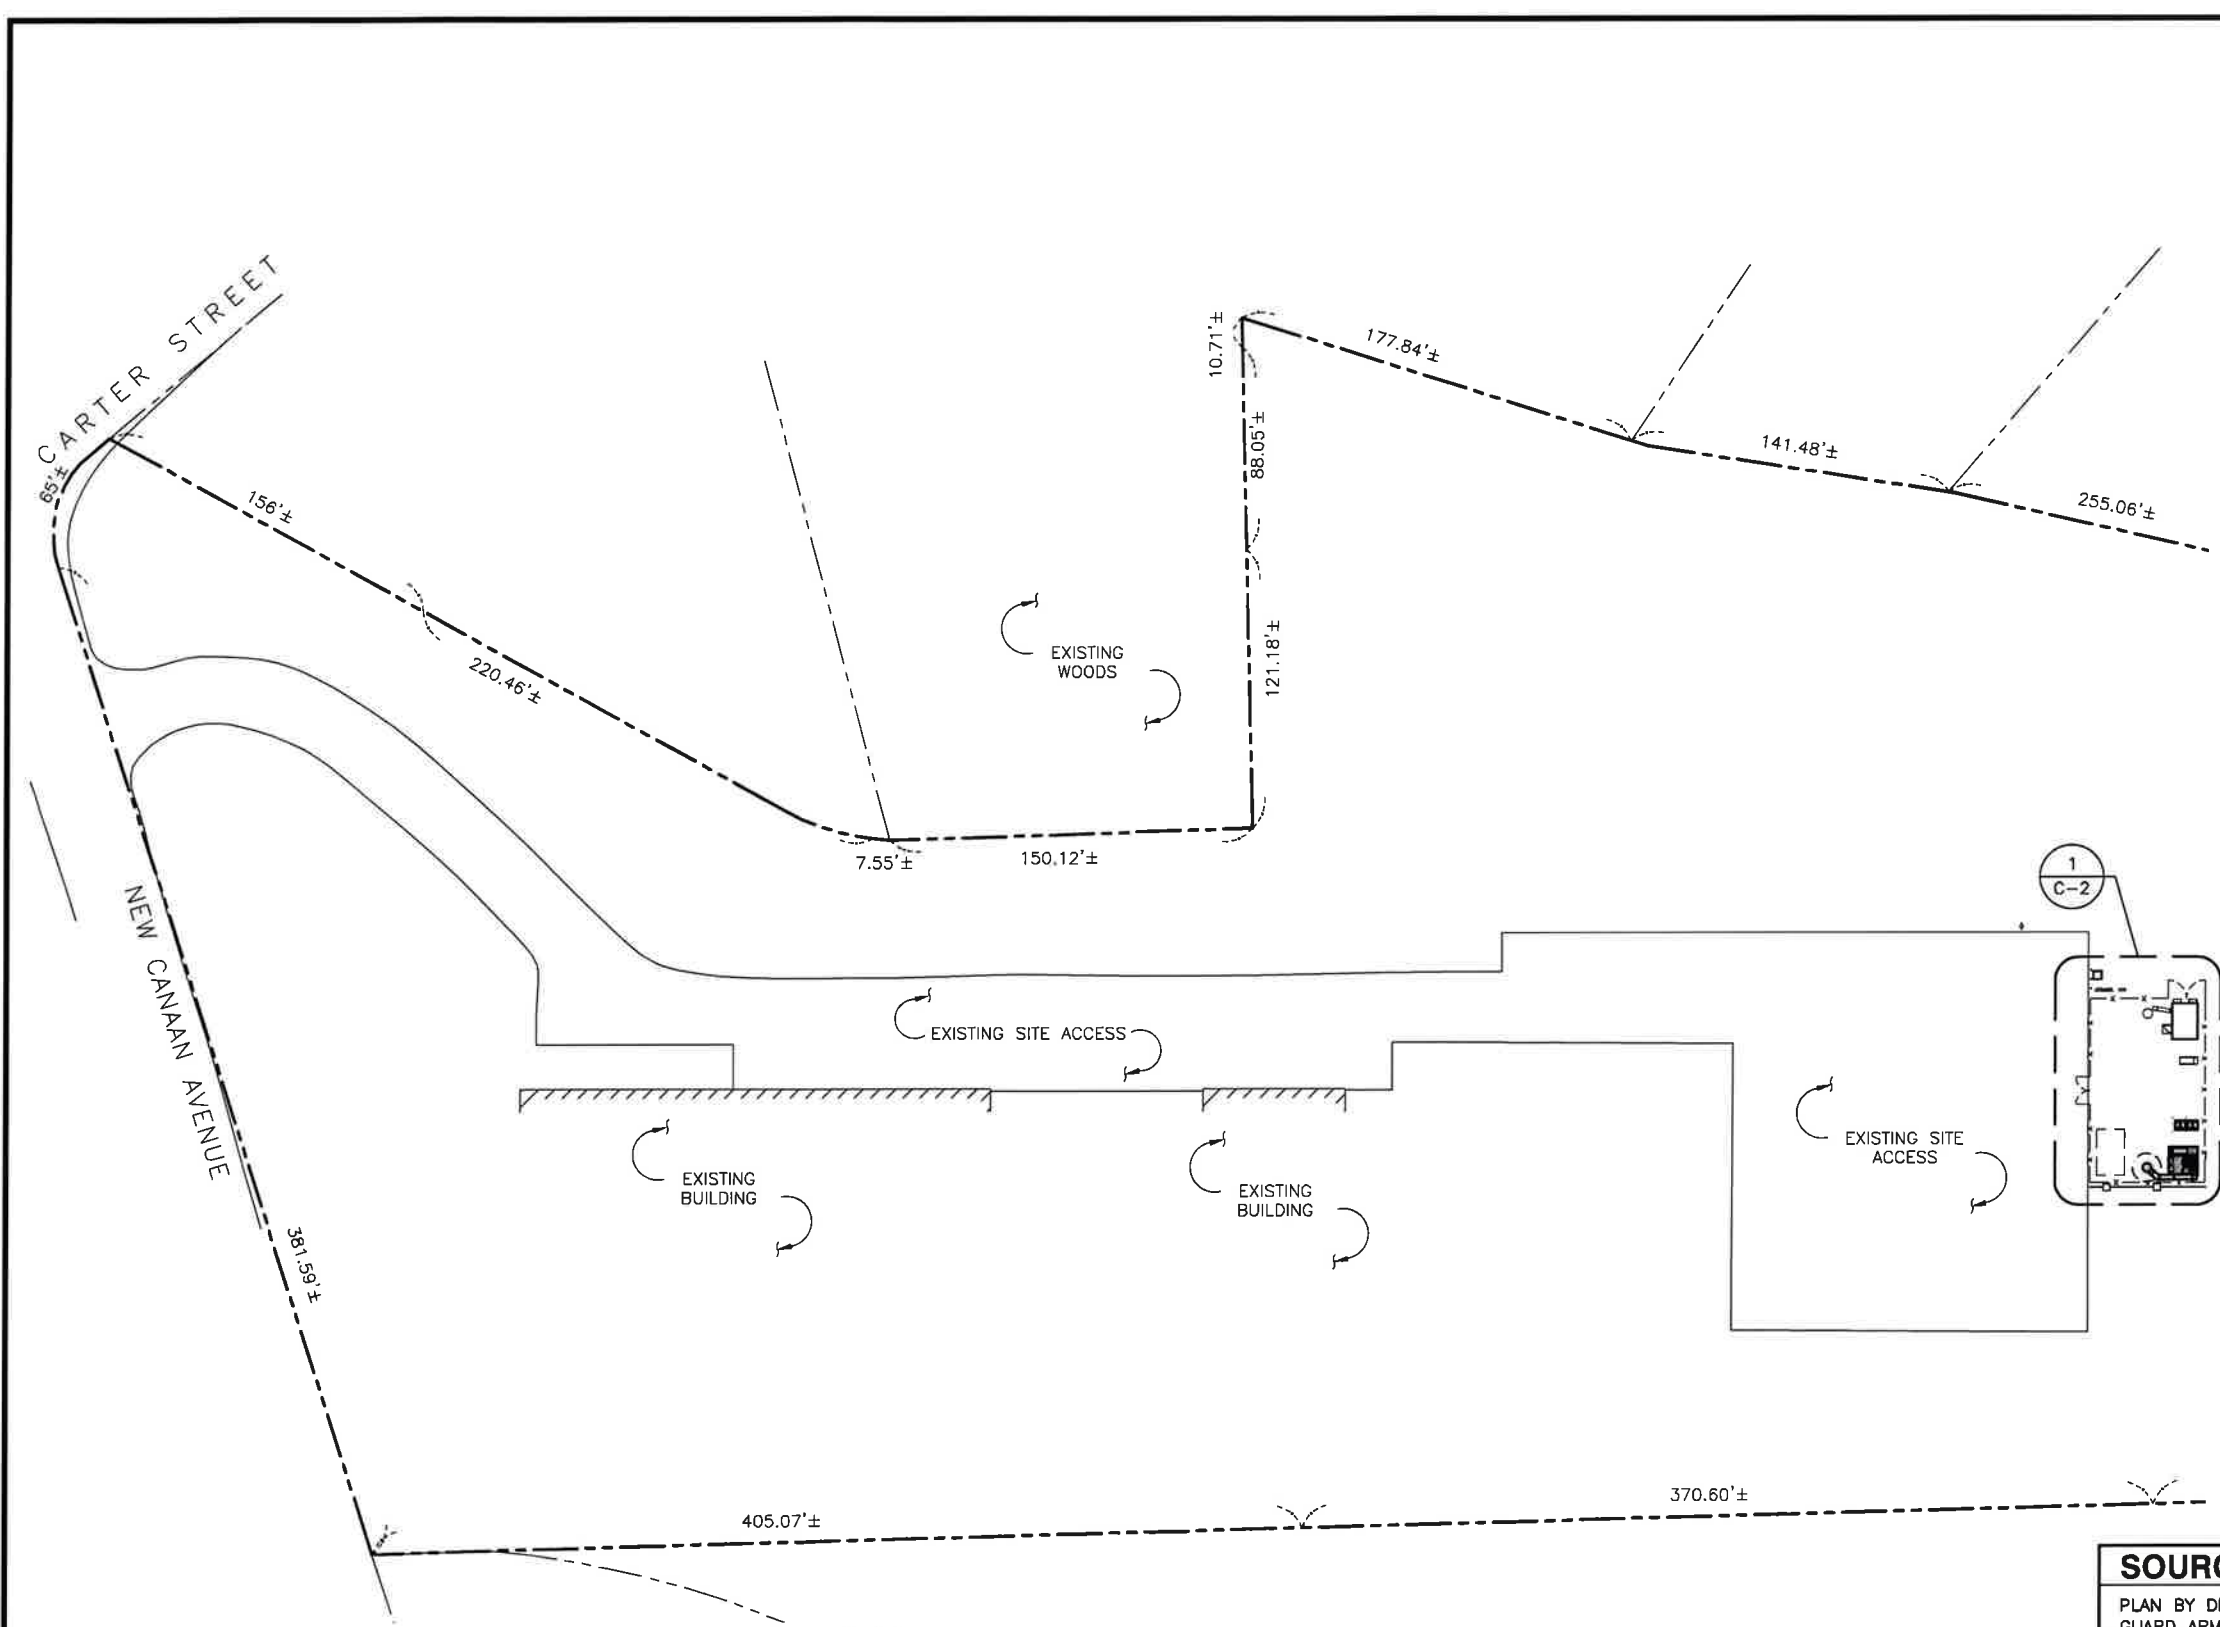 CARTER STREET
65'±
156'±
220.46'±
7.55'±
150.12'±
10.71'±
88.05'±
121.18'±
177.84'±
141.48'±
255.06'±
EXISTING
WOODS
1
C-2
NEW CANAAN AVENUE
381.59'±
EXISTING SITE ACCESS
EXISTING
BUILDING
EXISTING
BUILDING
EXISTING SITE
ACCESS
405.07'±
370.60'±
PLAN BY